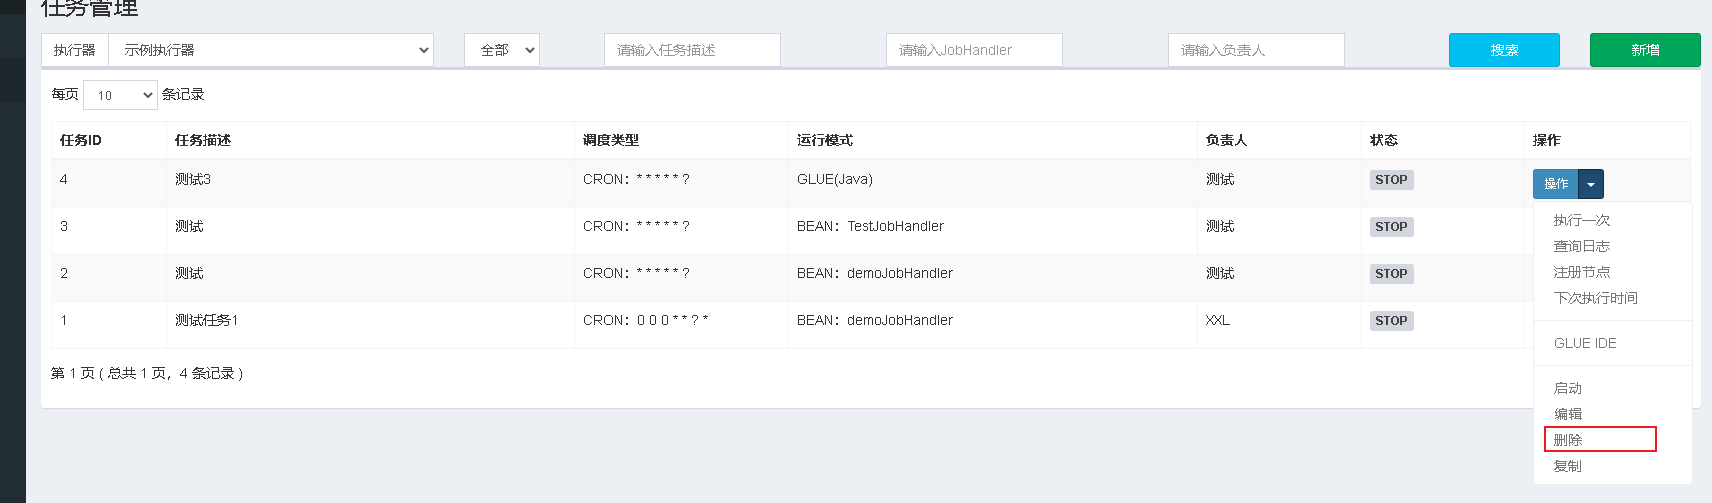 任务管理
执行器 示例执行器 全部 请输入任务描述 请输入JobHandler 请输入负责人 搜索 新增
每页 10 条记录
任务ID 任务描述 调度类型 运行模式 负责人 状态 操作
4 测试3 CRON：* * * * * ? GLUE(Java) 测试 STOP 操作
3 测试 CRON：* * * * * ? BEAN：TestJobHandler 测试 STOP
2 测试 CRON：* * * * * ? BEAN：demoJobHandler 测试 STOP
1 测试任务1 CRON：0 0 0 * * ? * BEAN：demoJobHandler XXL STOP
第 1 页 ( 总共 1 页，4 条记录 )
执行一次
查询日志
注册节点
下次执行时间
GLUE IDE
启动
编辑
删除
复制